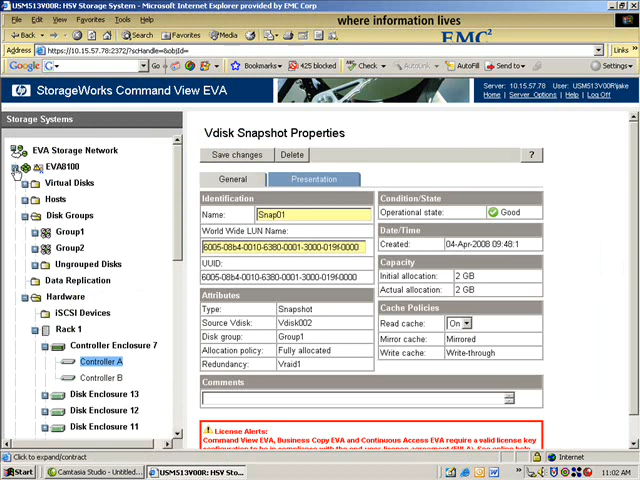 USM513V00R: HSV Storage System - Microsoft Internet Explorer provided by EMC Corp
File Edit View Favorites Tools Help
where information lives
EMC²
Back Search Favorites Media
Address https://10.15.57.78:2372/?scHandle=&objId= Links
Google Go Bookmarks 425 blocked Check AutoLink AutoFill Send to Settings
hp StorageWorks Command View EVA
Server: 10.15.57.78 User: USM513V00R\jake
Home | Server Options | Help | Log Off
Storage Systems
EVA Storage Network
EVA8100
Virtual Disks
Hosts
Disk Groups
Group1
Group2
Ungrouped Disks
Data Replication
Hardware
iSCSI Devices
Rack 1
Controller Enclosure 7
Controller A
Controller B
Disk Enclosure 13
Disk Enclosure 12
Disk Enclosure 11
Vdisk Snapshot Properties
Save changes Delete ?
General Presentation
Identification
Name: Snap01
World Wide LUN Name:
6005-08b4-0010-6380-0001-3000-019f-0000
UUID:
6005-08b4-0010-6380-0001-3000-019f-0000
Attributes
Type: Snapshot
Source Vdisk: Vdisk002
Disk group: Group1
Allocation policy: Fully allocated
Redundancy: Vraid1
Condition/State
Operational state: Good
Date/Time
Created: 04-Apr-2008 09:48:1
Capacity
Initial allocation: 2 GB
Actual allocation: 2 GB
Cache Policies
Read cache: On
Mirror cache: Mirrored
Write cache: Write-through
Comments
License Alerts:
Command View EVA, Business Copy EVA and Continuous Access EVA require a valid license key
Click to expand/contract Internet
Start Camtasia Studio - Untitled... USM513V00R: HSV Sto... 11:02 AM